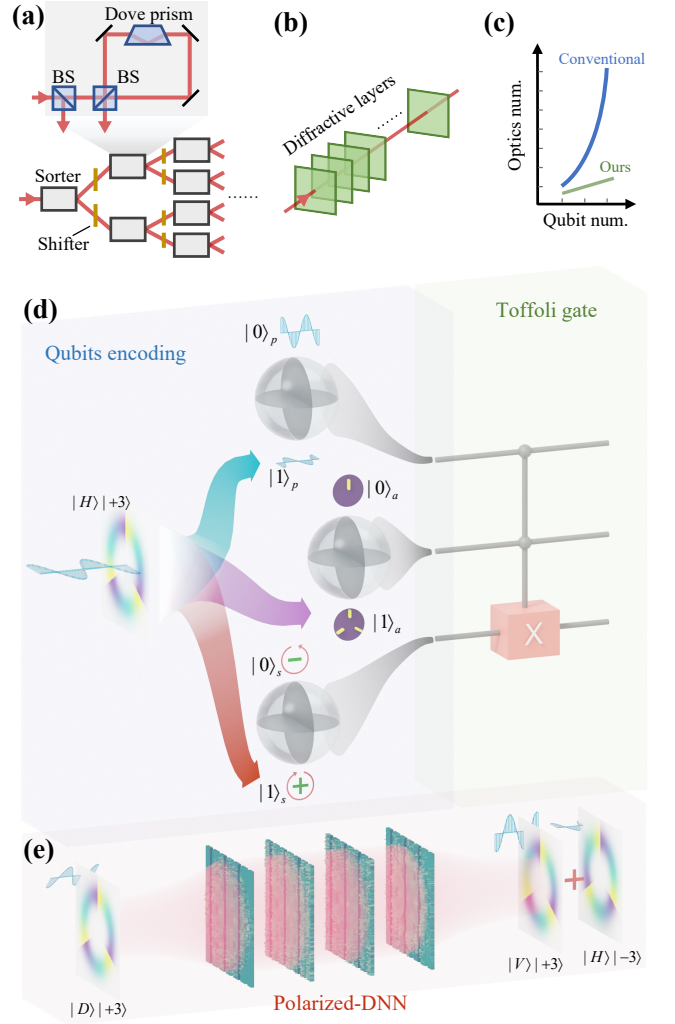 (a)
Dove prism
BS
BS
Sorter
Shifter
......
(b)
Diffractive layers
......
(c)
Conventional
Ours
Optics num.
Qubit num.
(d)
Qubits encoding
Toffoli gate
|0⟩p
|1⟩p
|0⟩a
|H⟩|+3⟩
|1⟩a
|0⟩s
−
|1⟩s
+
X
(e)
|D⟩|+3⟩
Polarized-DNN
|V⟩|+3⟩
+
|H⟩|−3⟩